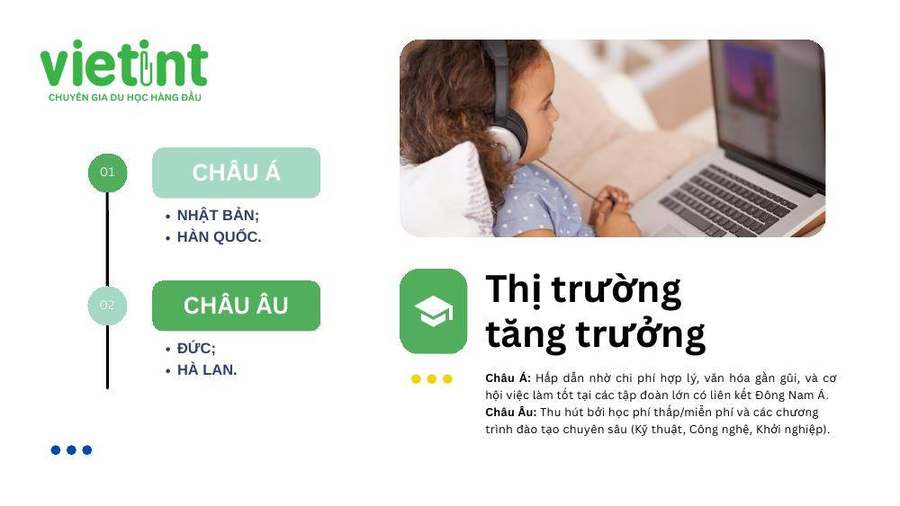 vietint
CHUYÊN GIA DU HỌC HÀNG ĐẦU
01
CHÂU Á
• NHẬT BẢN;
• HÀN QUỐC.
02
CHÂU ÂU
• ĐỨC;
• HÀ LAN.
Thị trường
tăng trưởng
Châu Á: Hấp dẫn nhờ chi phí hợp lý, văn hóa gần gũi, và cơ
hội việc làm tốt tại các tập đoàn lớn có liên kết Đông Nam Á.
Châu Âu: Thu hút bởi học phí thấp/miễn phí và các chương
trình đào tạo chuyên sâu (Kỹ thuật, Công nghệ, Khởi nghiệp).